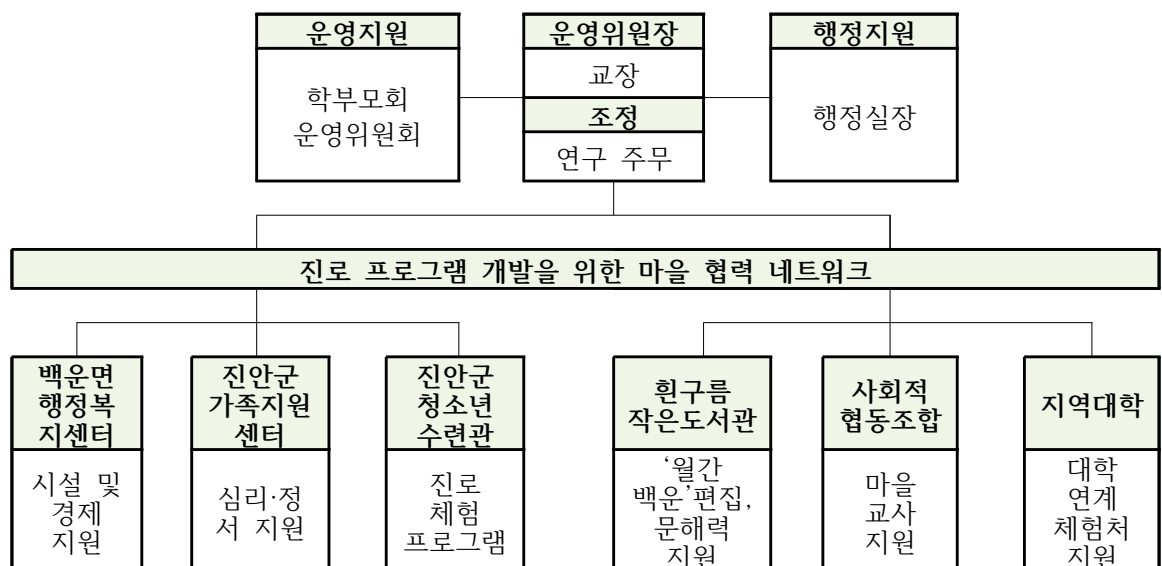 운영지원
운영위원장
행정지원
학부모회
운영위원회
교장
조정
연구 주무
행정실장
진로 프로그램 개발을 위한 마을 협력 네트워크
백운면
행정복
지센터
진안군
가족지원
센터
진안군
청소년
수련관
흰구름
작은도서관
사회적
협동조합
지역대학
시설 및
경제
지원
심리·정
서 지원
진로
체험
프로그램
‘월간
백운’편집,
문해력
지원
마을
교사
지원
대학
연계
체험처
지원